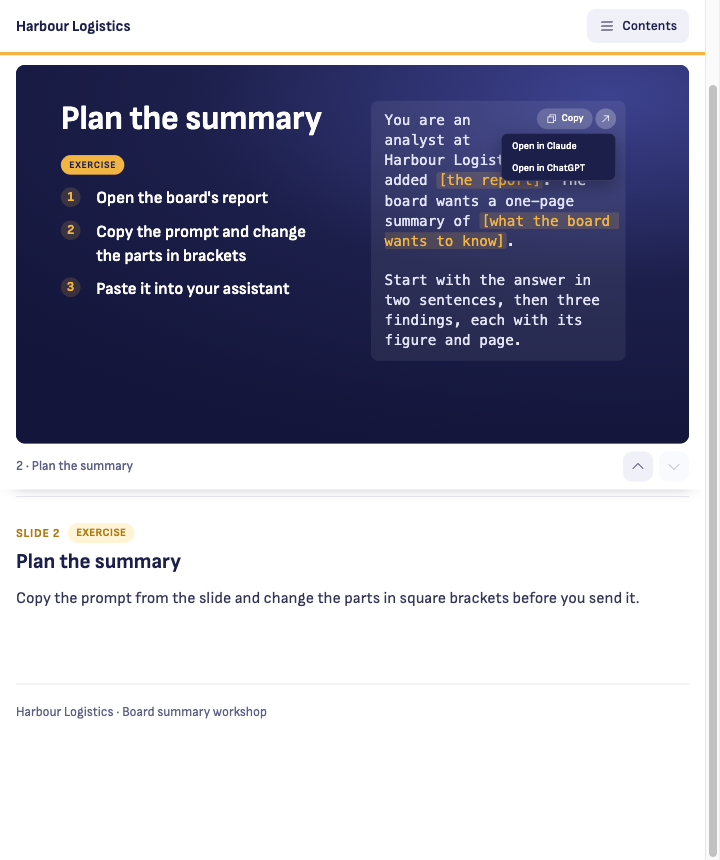 Harbour Logistics
Contents
Plan the summary
EXERCISE
1 Open the board's report
2 Copy the prompt and change
the parts in brackets
3 Paste it into your assistant
Copy
Open in Claude
Open in ChatGPT
You are an
analyst at
Harbour
added [the report]. The
board wants a one-page
summary of [what the board
wants to know].
Start with the answer in
two sentences, then three
findings, each with its
figure and page.
2 · Plan the summary
SLIDE 2 EXERCISE
Plan the summary
Copy the prompt from the slide and change the parts in square brackets before you send it.
Harbour Logistics · Board summary workshop